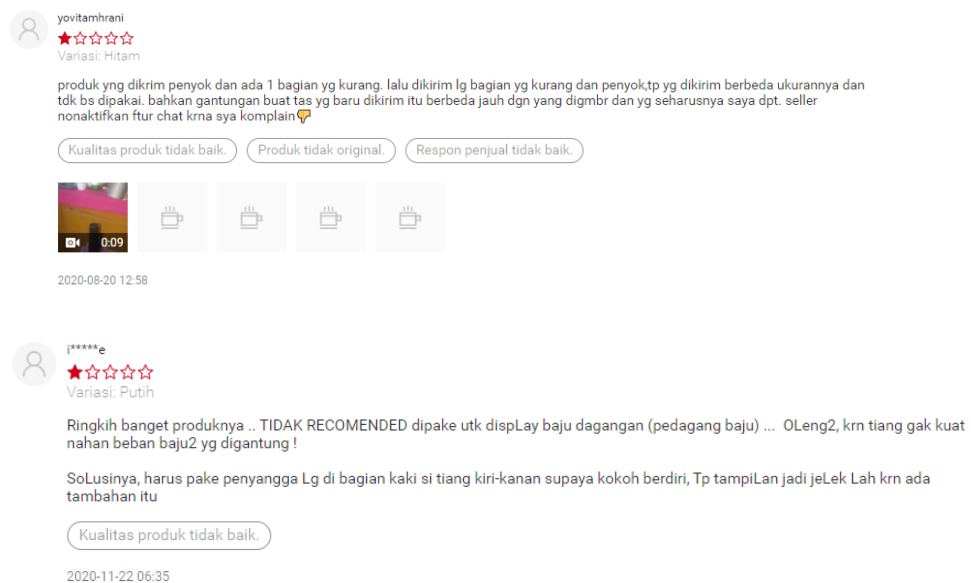 yovitamhrani
Variasi: Hitam
produk yng dikrim penyok dan ada 1 bagian yg kurang. lalu dikirim lg bagian yg kurang dan penyok,tp yg dikirim berbeda ukurannya dan
tdk bs dipakai. bahkan gantungan buat tas yg baru dikirim itu berbeda jauh dgn yang digmbr dan yg seharusnya saya dpt. seller
nonaktifkan ftur chat krna sya komplain👎
Kualitas produk tidak baik. Produk tidak original. Respon penjual tidak baik.
0:09
2020-08-20 12:58
i*****e
Variasi: Putih
Ringkih banget produknya .. TIDAK RECOMENDED dipake utk dispLay baju dagangan (pedagang baju) ... OLeng2, krn tiang gak kuat
nahan beban baju2 yg digantung !
SoLusinya, harus pake penyangga Lg di bagian kaki si tiang kiri-kanan supaya kokoh berdiri, Tp tampiLan jadi jeLek Lah krn ada
tambahan itu
Kualitas produk tidak baik.
2020-11-22 06:35